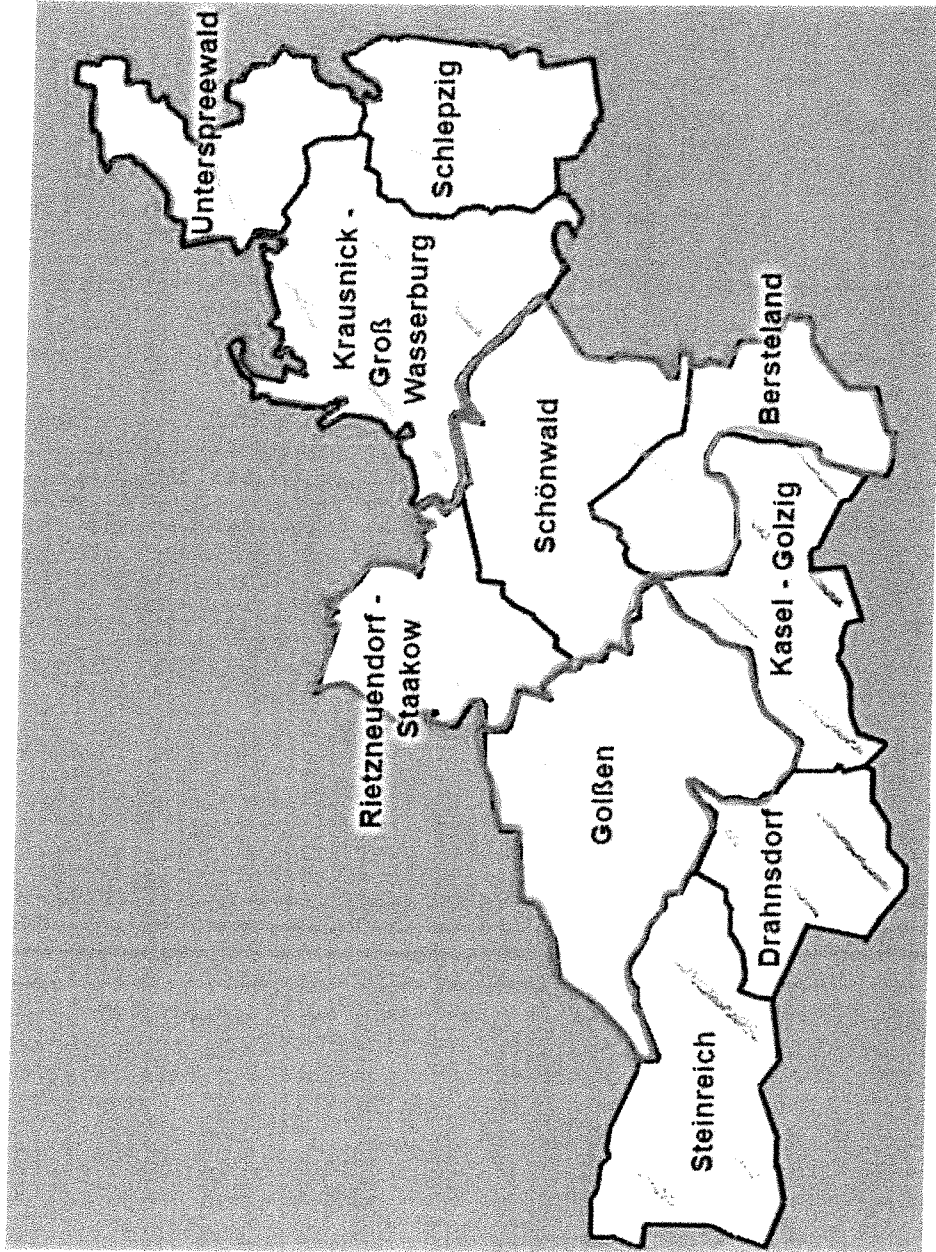 Unterspreewald
Krausnick -
Groß
Wasserburg
Schlepzig
Rietzneuendorf -
Staakow
Schönwald
Bersteland
Golßen
Kasel - Golzig
Drahnsdorf
Steinreich